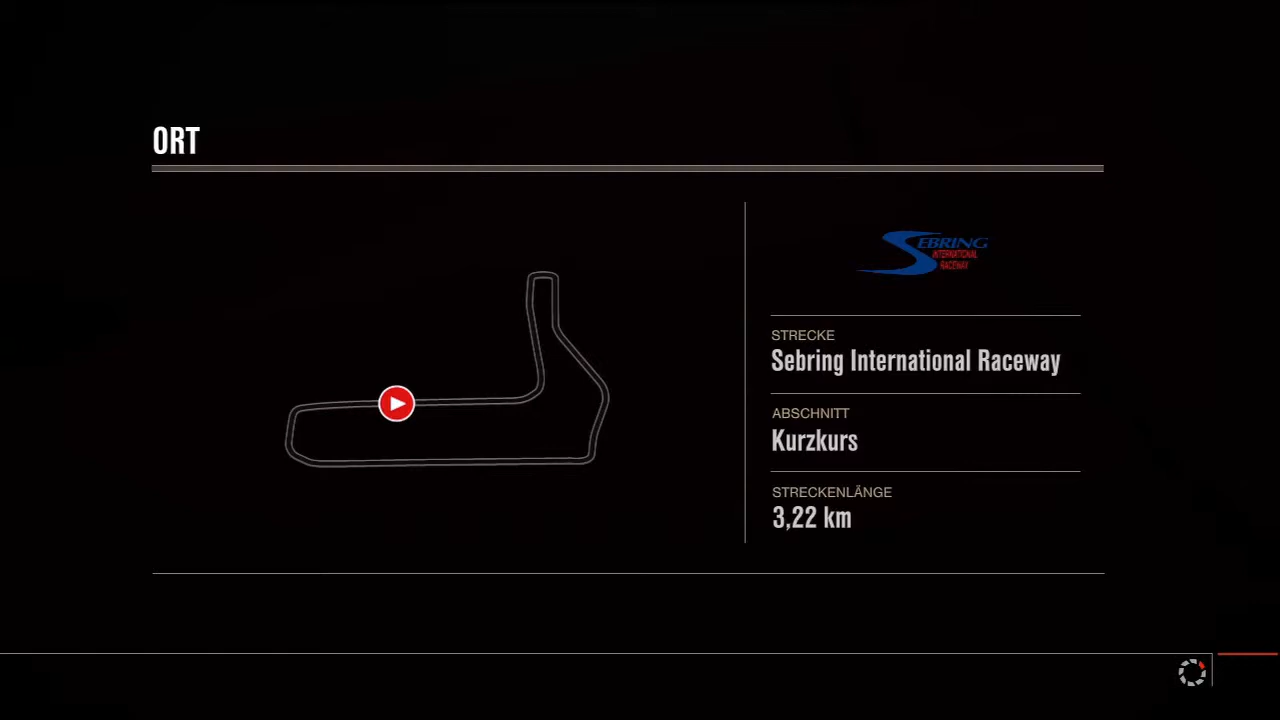 ORT
SEBRING
INTERNATIONAL
RACEWAY
STRECKE
Sebring International Raceway
ABSCHNITT
Kurzkurs
STRECKENLÄNGE
3,22 km